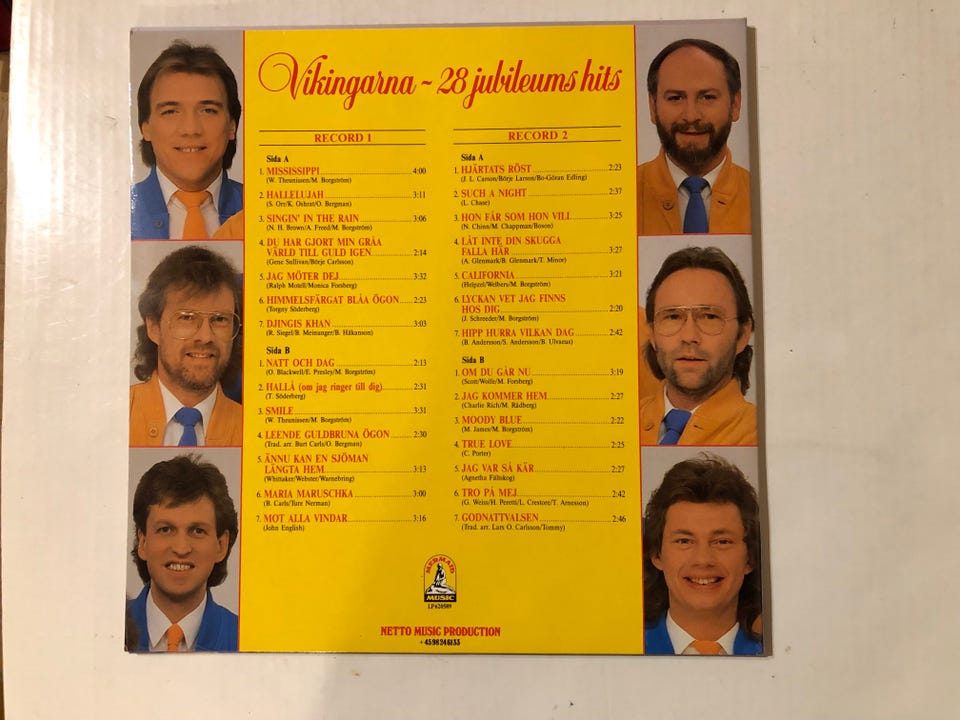 Vikingarna ~ 28 jubileums hits
RECORD 1
Sida A
1. MISSISSIPPI 4:00
(W. Theunissen/M. Borgström)
2. HALLELUJAH 3:11
(S. Orr/K. Oshrat/O. Bergman)
3. SINGIN' IN THE RAIN 3:06
(N. H. Brown/A. Freed/M. Borgström)
4. DU HAR GJORT MIN GRÅA
VÄRLD TILL GULD IGEN 2:14
(Gene Sullivan/Börje Carlsson)
5. JAG MÖTER DEJ 3:32
(Ralph Motell/Monica Forsberg)
6. HIMMELSFÄRGAT BLÅA ÖGON 2:23
(Torgny Söderberg)
7. DJINGIS KHAN 3:03
(R. Siegel/B. Meinunger/B. Håkanson)
Sida B
1. NATT OCH DAG 2:13
(O. Blackwell/E. Presley/M. Borgström)
2. HALLÅ (om jag ringer till dig) 2:31
(T. Söderberg)
3. SMILE 3:31
(W. Theunissen/M. Borgström)
4. LEENDE GULDBRUNA ÖGON 2:30
(Trad. arr. Burt Carls/O. Bergman)
5. ÄNNU KAN EN SJÖMAN
LÄNGTA HEM 3:13
(Whittaker/Webster/Warnebring)
6. MARIA MARUSCHKA 3:00
(B. Carls/Ture Nerman)
7. MOT ALLA VINDAR 3:16
(John English)
RECORD 2
Sida A
1. HJÄRTATS RÖST 2:23
(J. L. Carson/Börje Larson/Bo-Göran Edling)
2. SUCH A NIGHT 2:37
(L. Chase)
3. HON FÅR SOM HON VILL 3:25
(N. Chinn/M. Chappman/Boson)
4. LÅT INTE DIN SKUGGA
FALLA HÄR 3:27
(A. Glenmark/B. Glenmark/T. Minor)
5. CALIFORNIA 3:21
(Helpzel/Welbers/M. Borgström)
6. LYCKAN VET JAG FINNS
HOS DIG 2:20
(J. Schreeder/M. Borgström)
7. HIPP HURRA VILKAN DAG 2:42
(B. Andersson/S. Andersson/B. Ulvaeus)
Sida B
1. OM DU GÅR NU 3:19
(Scott/Wolfe/M. Forsberg)
2. JAG KOMMER HEM 2:27
(Charlie Rich/M. Rådberg)
3. MOODY BLUE 2:22
(M. James/M. Borgström)
4. TRUE LOVE 2:25
(C. Porter)
5. JAG VAR SÅ KÄR 2:27
(Agnetha Fältskog)
6. TRO PÅ MEJ 2:42
(G. Weiss/H. Peretti/L. Crestore/T. Arnesson)
7. GODNATTVALSEN 2:46
(Trad. arr. Lars O. Carlsson/Tommy)
MERMAID
MUSIC
LP 620509
NETTO MUSIC PRODUCTION
+4598246133